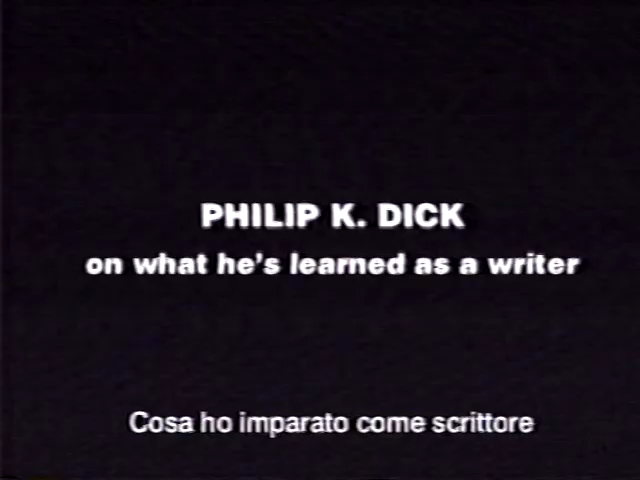 PHILIP K. DICK
on what he's learned as a writer
Cosa ho imparato come scrittore